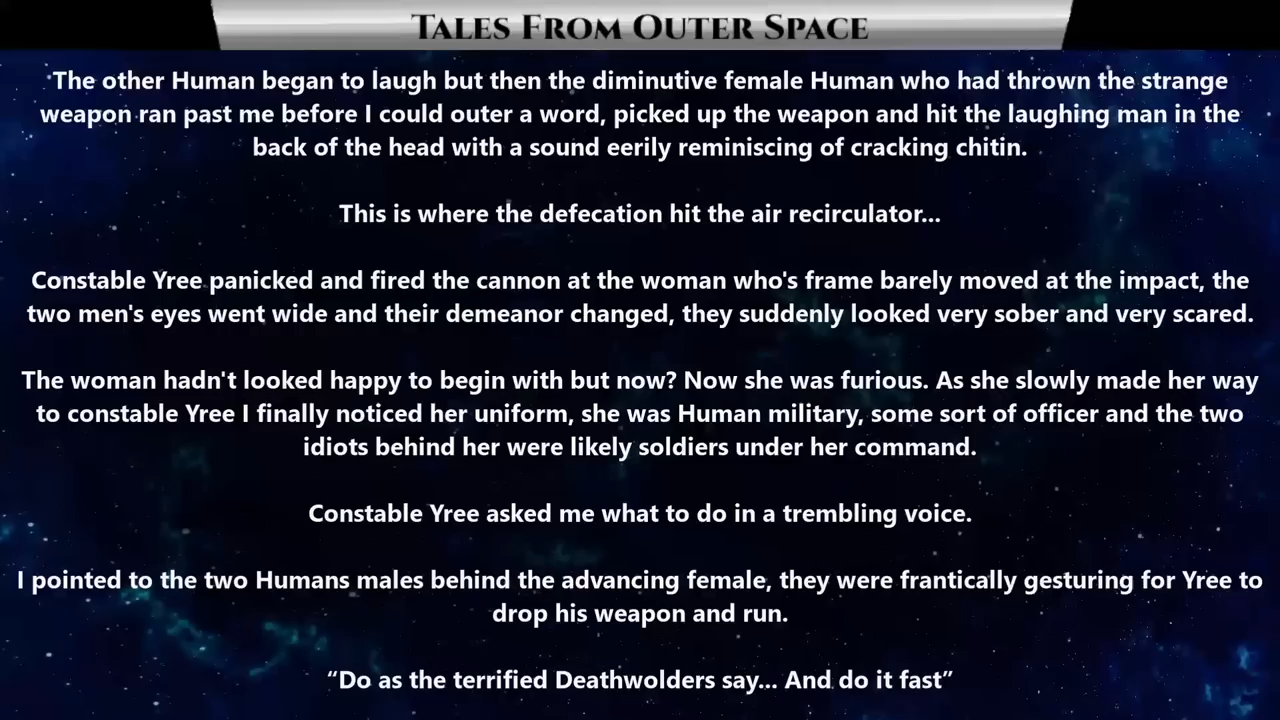 Tales From Outer Space
The other Human began to laugh but then the diminutive female Human who had thrown the strange
weapon ran past me before I could outer a word, picked up the weapon and hit the laughing man in the
back of the head with a sound eerily reminiscing of cracking chitin.
This is where the defecation hit the air recirculator...
Constable Yree panicked and fired the cannon at the woman who's frame barely moved at the impact, the
two men's eyes went wide and their demeanor changed, they suddenly looked very sober and very scared.
The woman hadn't looked happy to begin with but now? Now she was furious. As she slowly made her way
to constable Yree I finally noticed her uniform, she was Human military, some sort of officer and the two
idiots behind her were likely soldiers under her command.
Constable Yree asked me what to do in a trembling voice.
I pointed to the two Humans males behind the advancing female, they were frantically gesturing for Yree to
drop his weapon and run.
“Do as the terrified Deathwolders say... And do it fast”